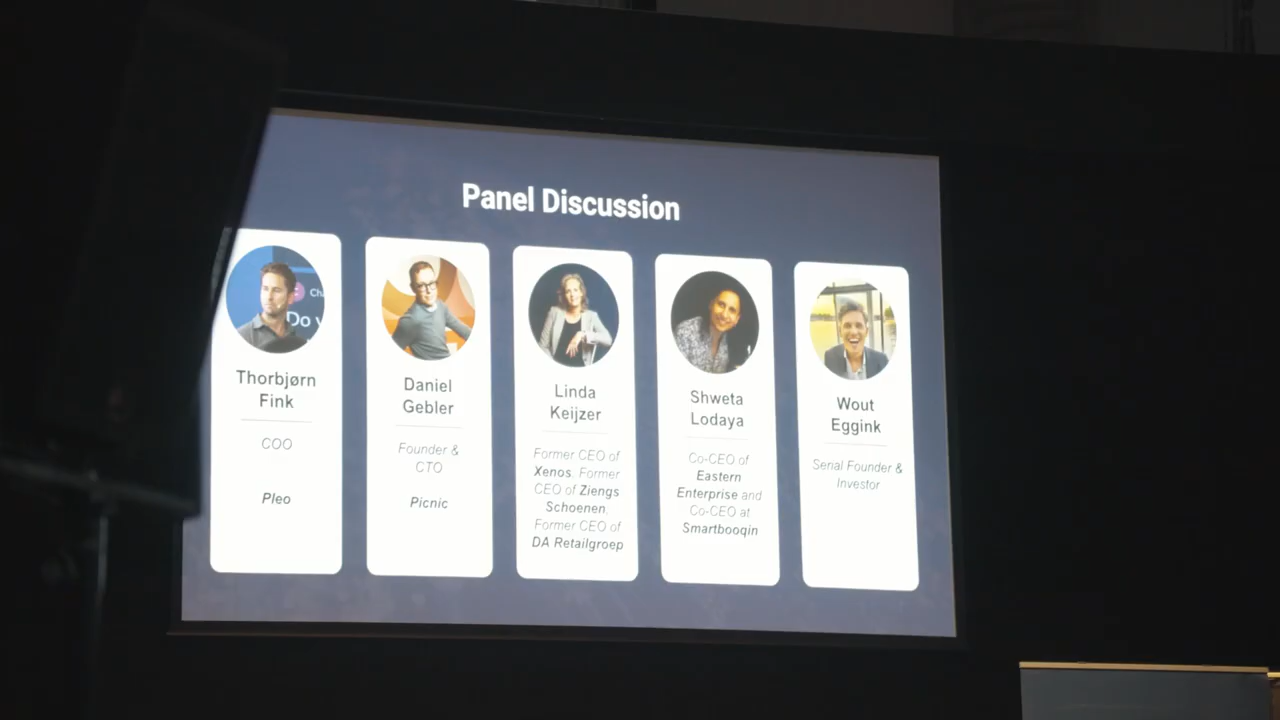 Panel Discussion
Do
Thorbjørn
Fink
COO
Pleo
Daniel
Gebler
Founder &
CTO
Picnic
Linda
Keijzer
Former CEO of
Xenos. Former
CEO of Ziengs
Schoenen.
Former CEO of
DA Retailgroep
Shweta
Lodaya
Co-CEO of
Eastern
Enterprise and
Co-CEO at
Smartbooqin
Wout
Eggink
Serial Founder &
Investor